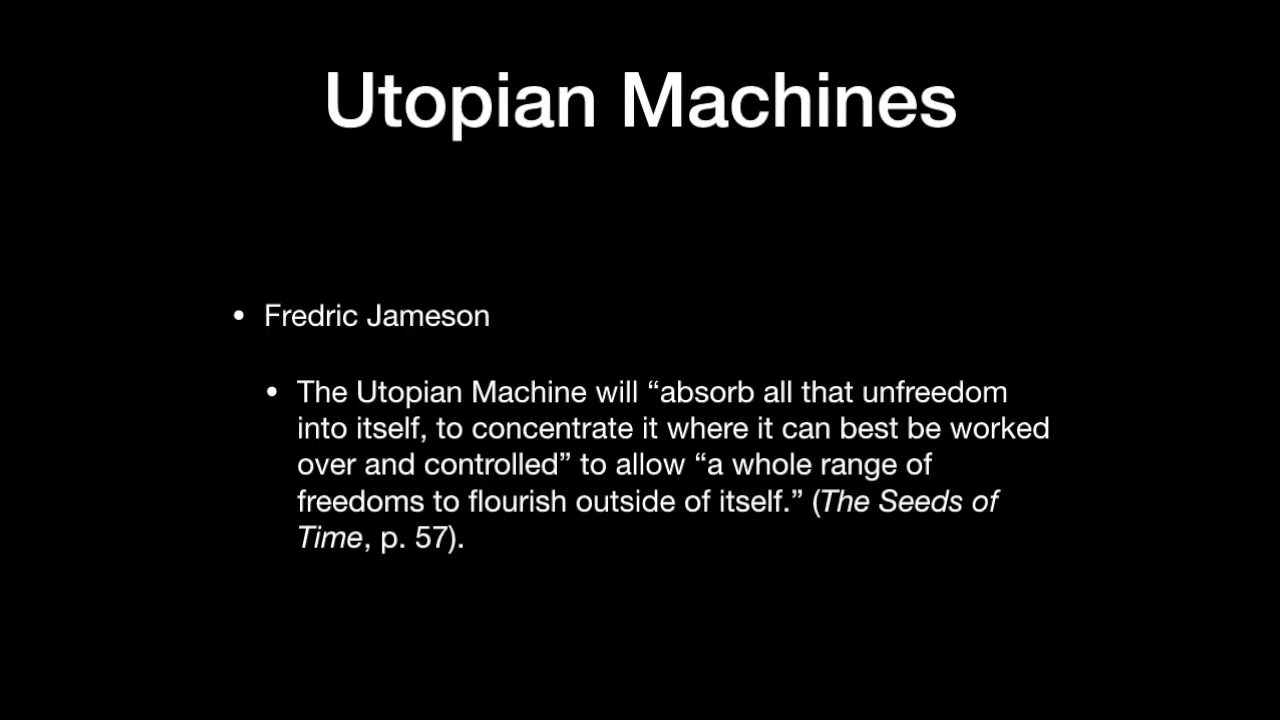 Utopian Machines
• Fredric Jameson
• The Utopian Machine will “absorb all that unfreedom
into itself, to concentrate it where it can best be worked
over and controlled” to allow “a whole range of
freedoms to flourish outside of itself.” (The Seeds of
Time, p. 57).